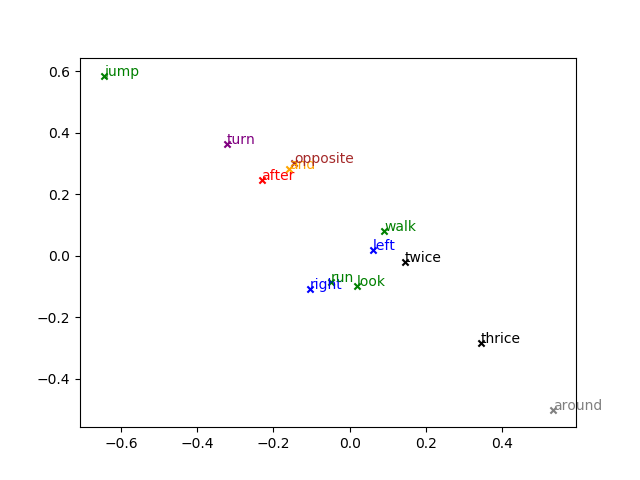 0.6
jump
0.4
turn
opposite
and
after
0.2
walk
left
0.0
twice
run
look
right
−0.2
thrice
−0.4
around
−0.6
−0.4
−0.2
0.0
0.2
0.4